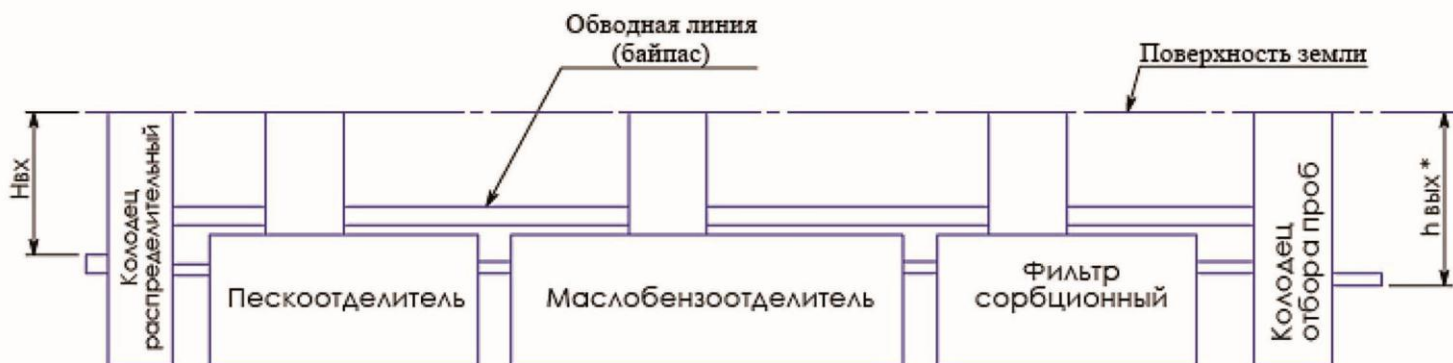 Обводная линия
(байпас)
Поверхность земли
Нвх
Колодец
распределительный
Пескоотделитель
Маслобензоотделитель
Фильтр
сорбционный
Колодец
отбора проб
h вых *